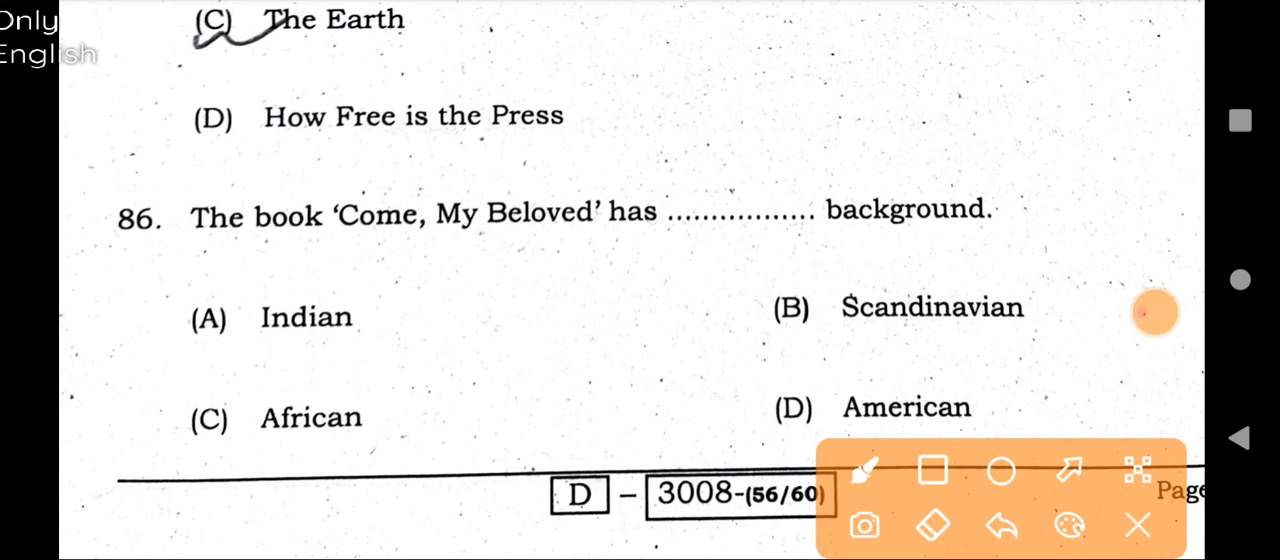 Only
English
(C) The Earth
(D) How Free is the Press
86. The book ‘Come, My Beloved’ has ................. background.
(A) Indian
(B) Scandinavian
(C) African
(D) American
D – 3008-(56/60)
Page